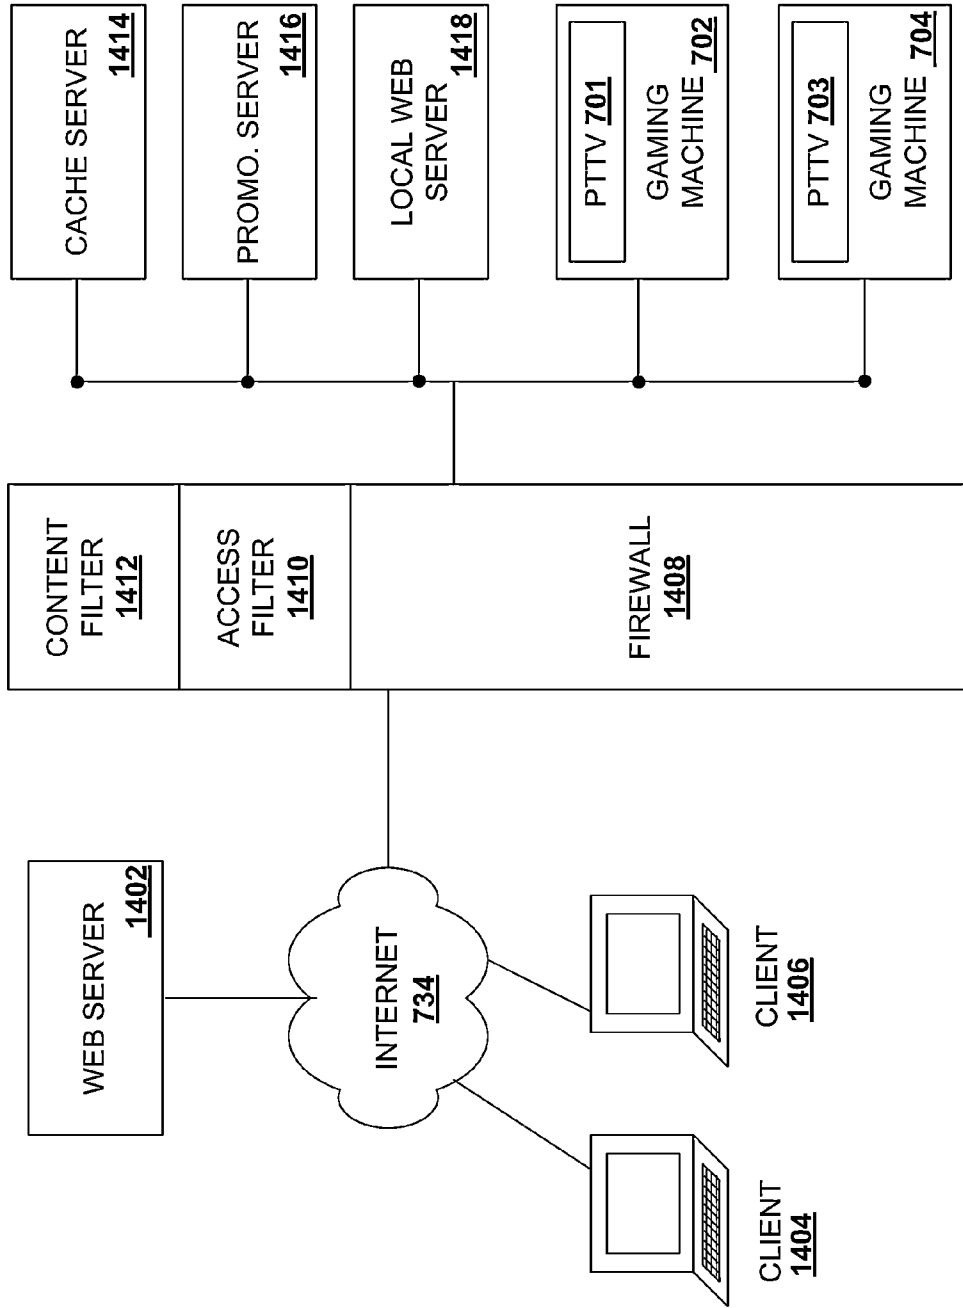 WEB SERVER
1402
INTERNET
734
CLIENT
1404
CLIENT
1406
CONTENT
FILTER
1412
ACCESS
FILTER
1410
FIREWALL
1408
CACHE SERVER
1414
PROMO. SERVER
1416
LOCAL WEB
SERVER
1418
PTTV 701
GAMING
MACHINE 702
PTTV 703
GAMING
MACHINE 704